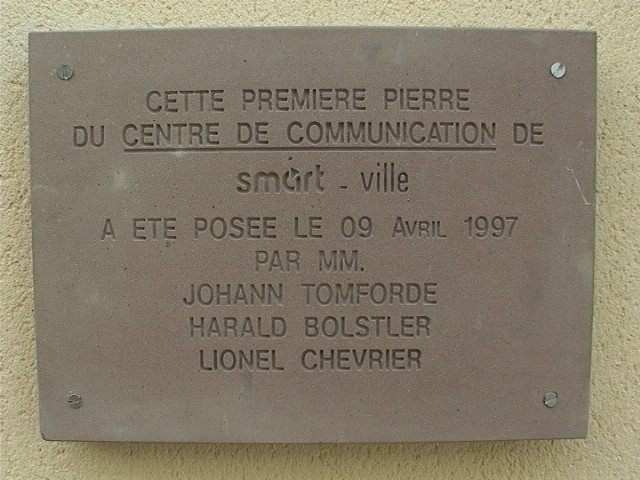 CETTE PREMIERE PIERRE
DU CENTRE DE COMMUNICATION DE
smart - ville
A ETE POSEE LE 09 AVRIL 1997
PAR MM.
JOHANN TOMFORDE
HARALD BOLSTLER
LIONEL CHEVRIER